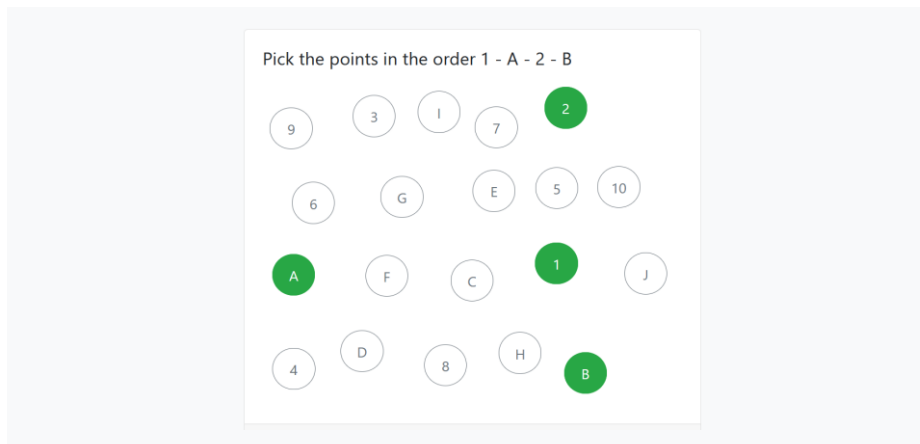 Pick the points in the order 1 - A - 2 - B
9 3 I 7 2
6 G E 5 10
A F C 1 J
4 D 8 H B